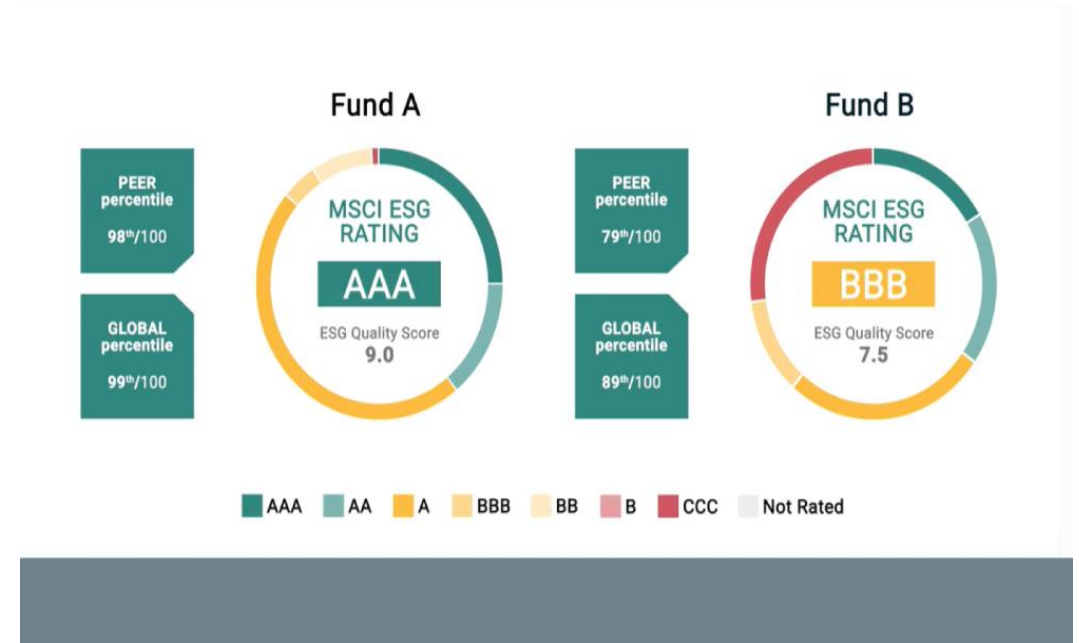 Fund A
PEER
percentile
98th/100
GLOBAL
percentile
99th/100
MSCI ESG
RATING
AAA
ESG Quality Score
9.0
Fund B
PEER
percentile
79th/100
GLOBAL
percentile
89th/100
MSCI ESG
RATING
BBB
ESG Quality Score
7.5
AAA AA A BBB BB B CCC Not Rated